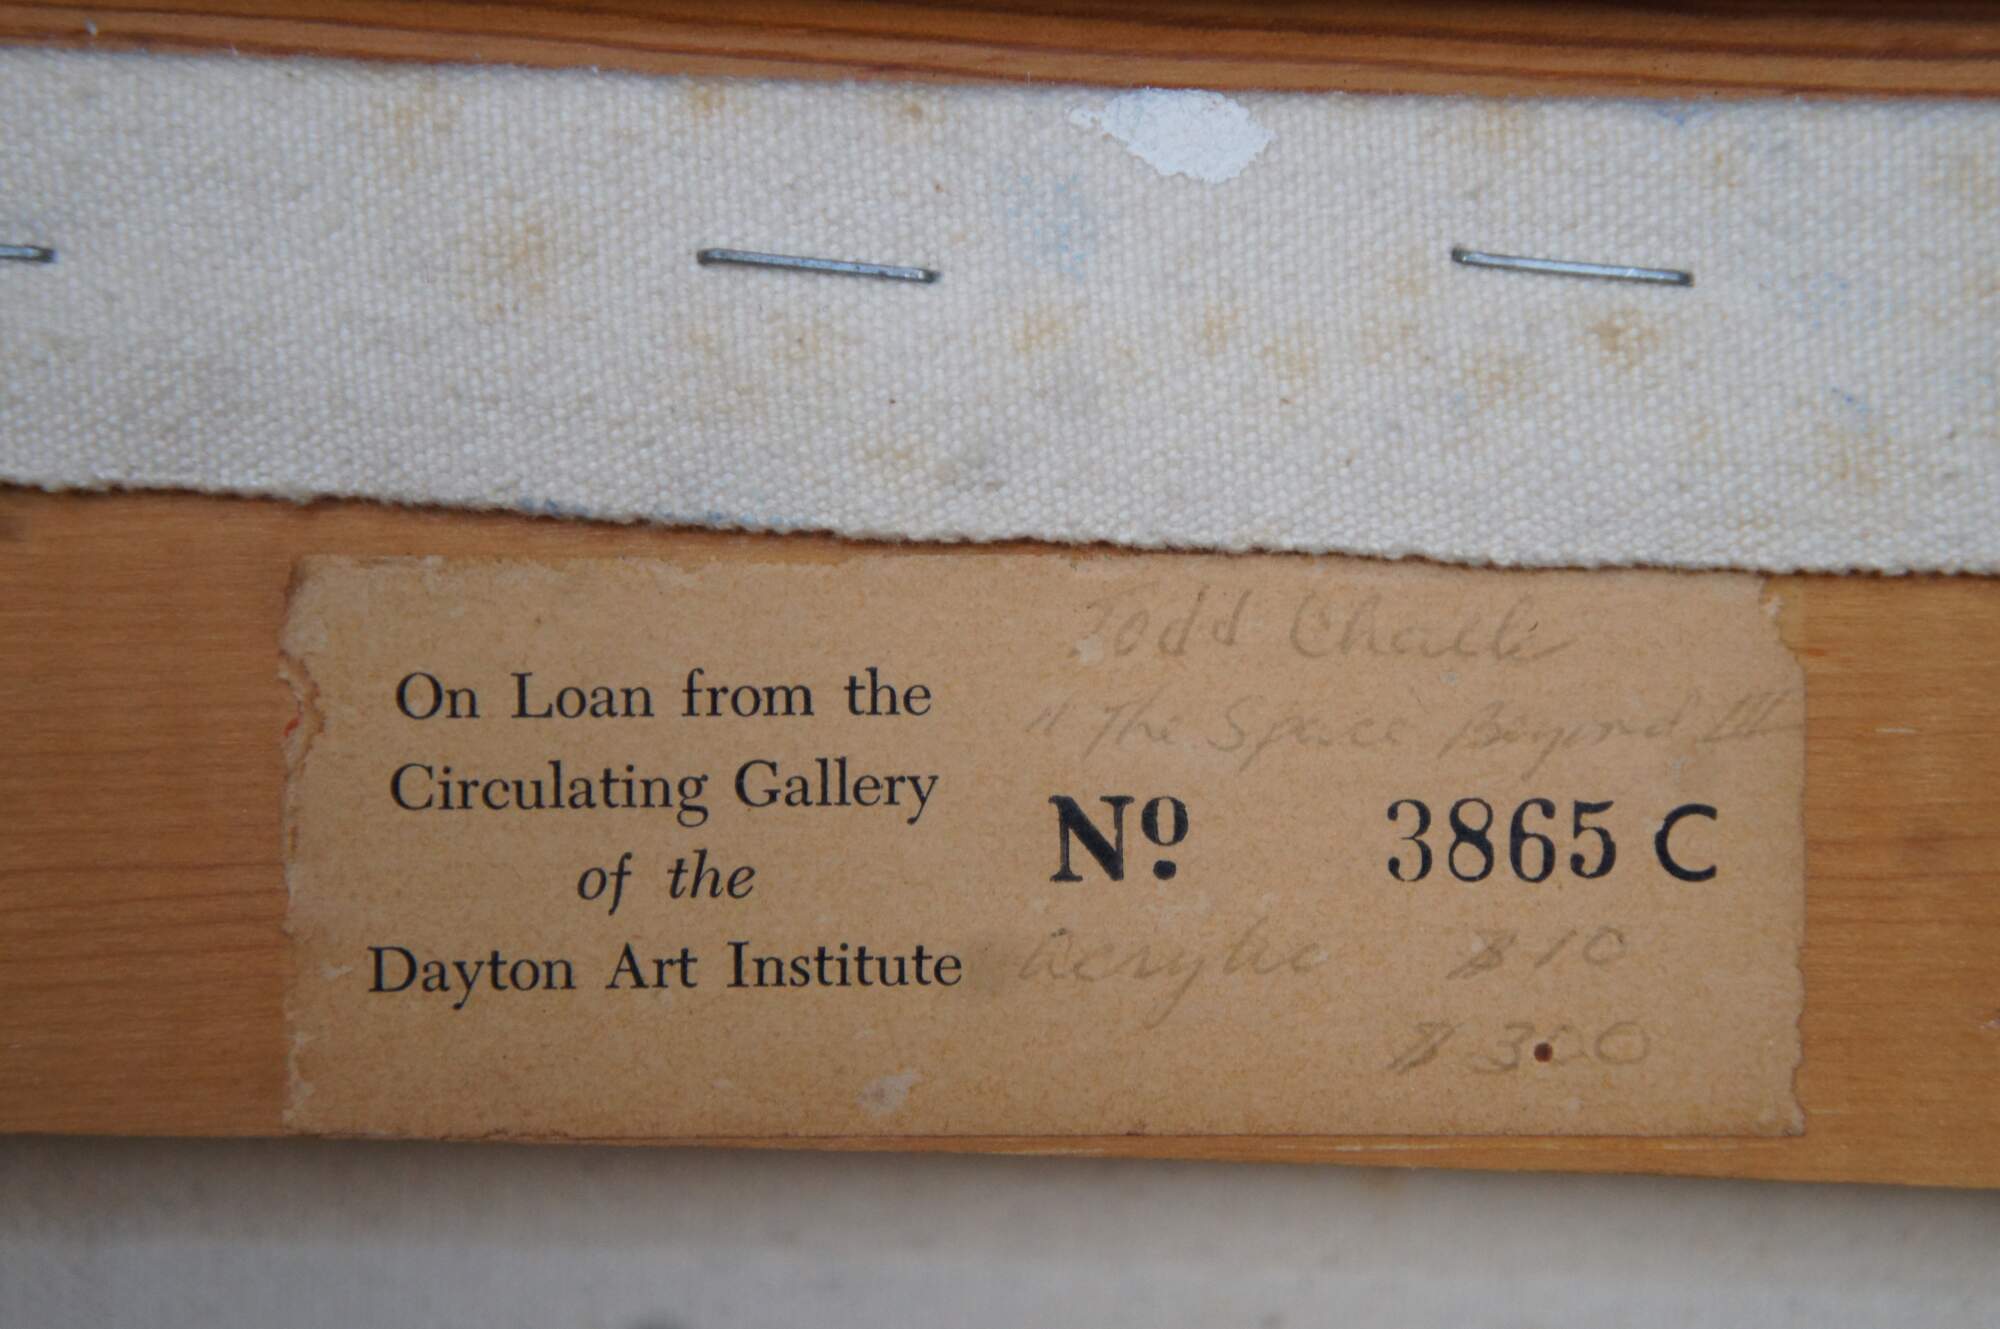 On Loan from the
Circulating Gallery
of the
Dayton Art Institute
Todd
"The Space Beyond III
Nº 3865 C
Acrylic $10
$300